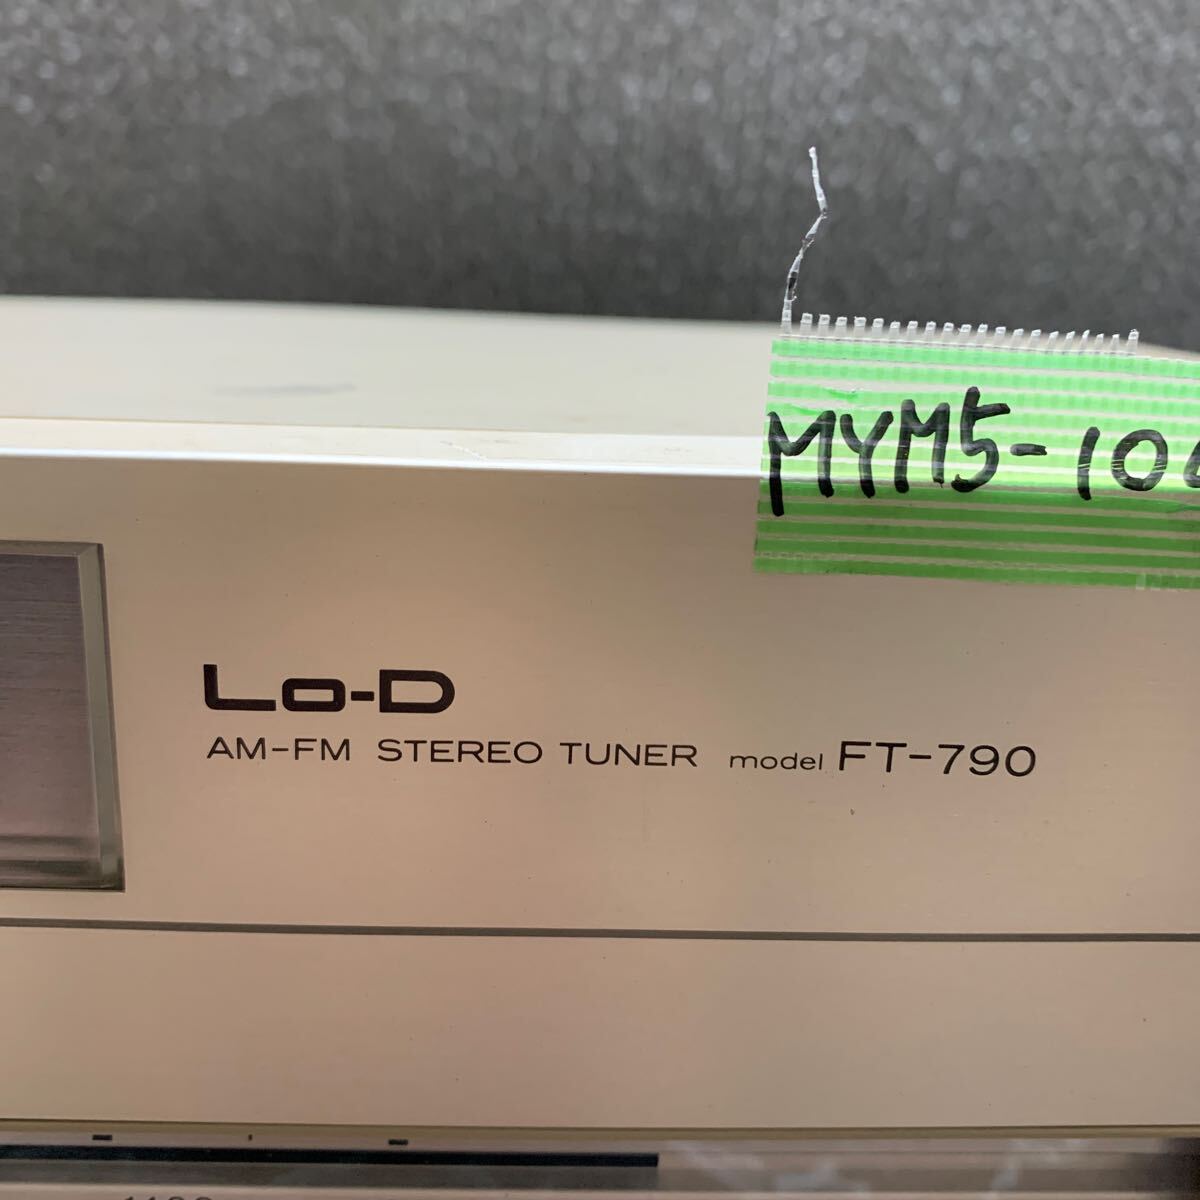 MYM5-10
Lo-D
AM-FM STEREO TUNER model FT-790